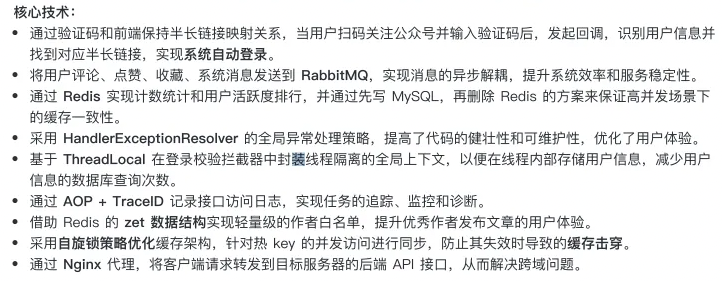 核心技术：
• 通过验证码和前端保持半长链接映射关系，当用户扫码关注公众号并输入验证码后，发起回调，识别用户信息并
找到对应半长链接，实现系统自动登录。
• 将用户评论、点赞、收藏、系统消息发送到 RabbitMQ，实现消息的异步解耦，提升系统效率和服务稳定性。
• 通过 Redis 实现计数统计和用户活跃度排行，并通过先写 MySQL，再删除 Redis 的方案来保证高并发场景下
的缓存一致性。
• 采用 HandlerExceptionResolver 的全局异常处理策略，提高了代码的健壮性和可维护性，优化了用户体验。
• 基于 ThreadLocal 在登录校验拦截器中封装线程隔离的全局上下文，以便在线程内部存储用户信息，减少用户
信息的数据库查询次数。
• 通过 AOP + TraceID 记录接口访问日志，实现任务的追踪、监控和诊断。
• 借助 Redis 的 zet 数据结构实现轻量级的作者白名单，提升优秀作者发布文章的用户体验。
• 采用自旋锁策略优化缓存架构，针对热 key 的并发访问进行同步，防止其失效时导致的缓存击穿。
• 通过 Nginx 代理，将客户端请求转发到目标服务器的后端 API 接口，从而解决跨域问题。